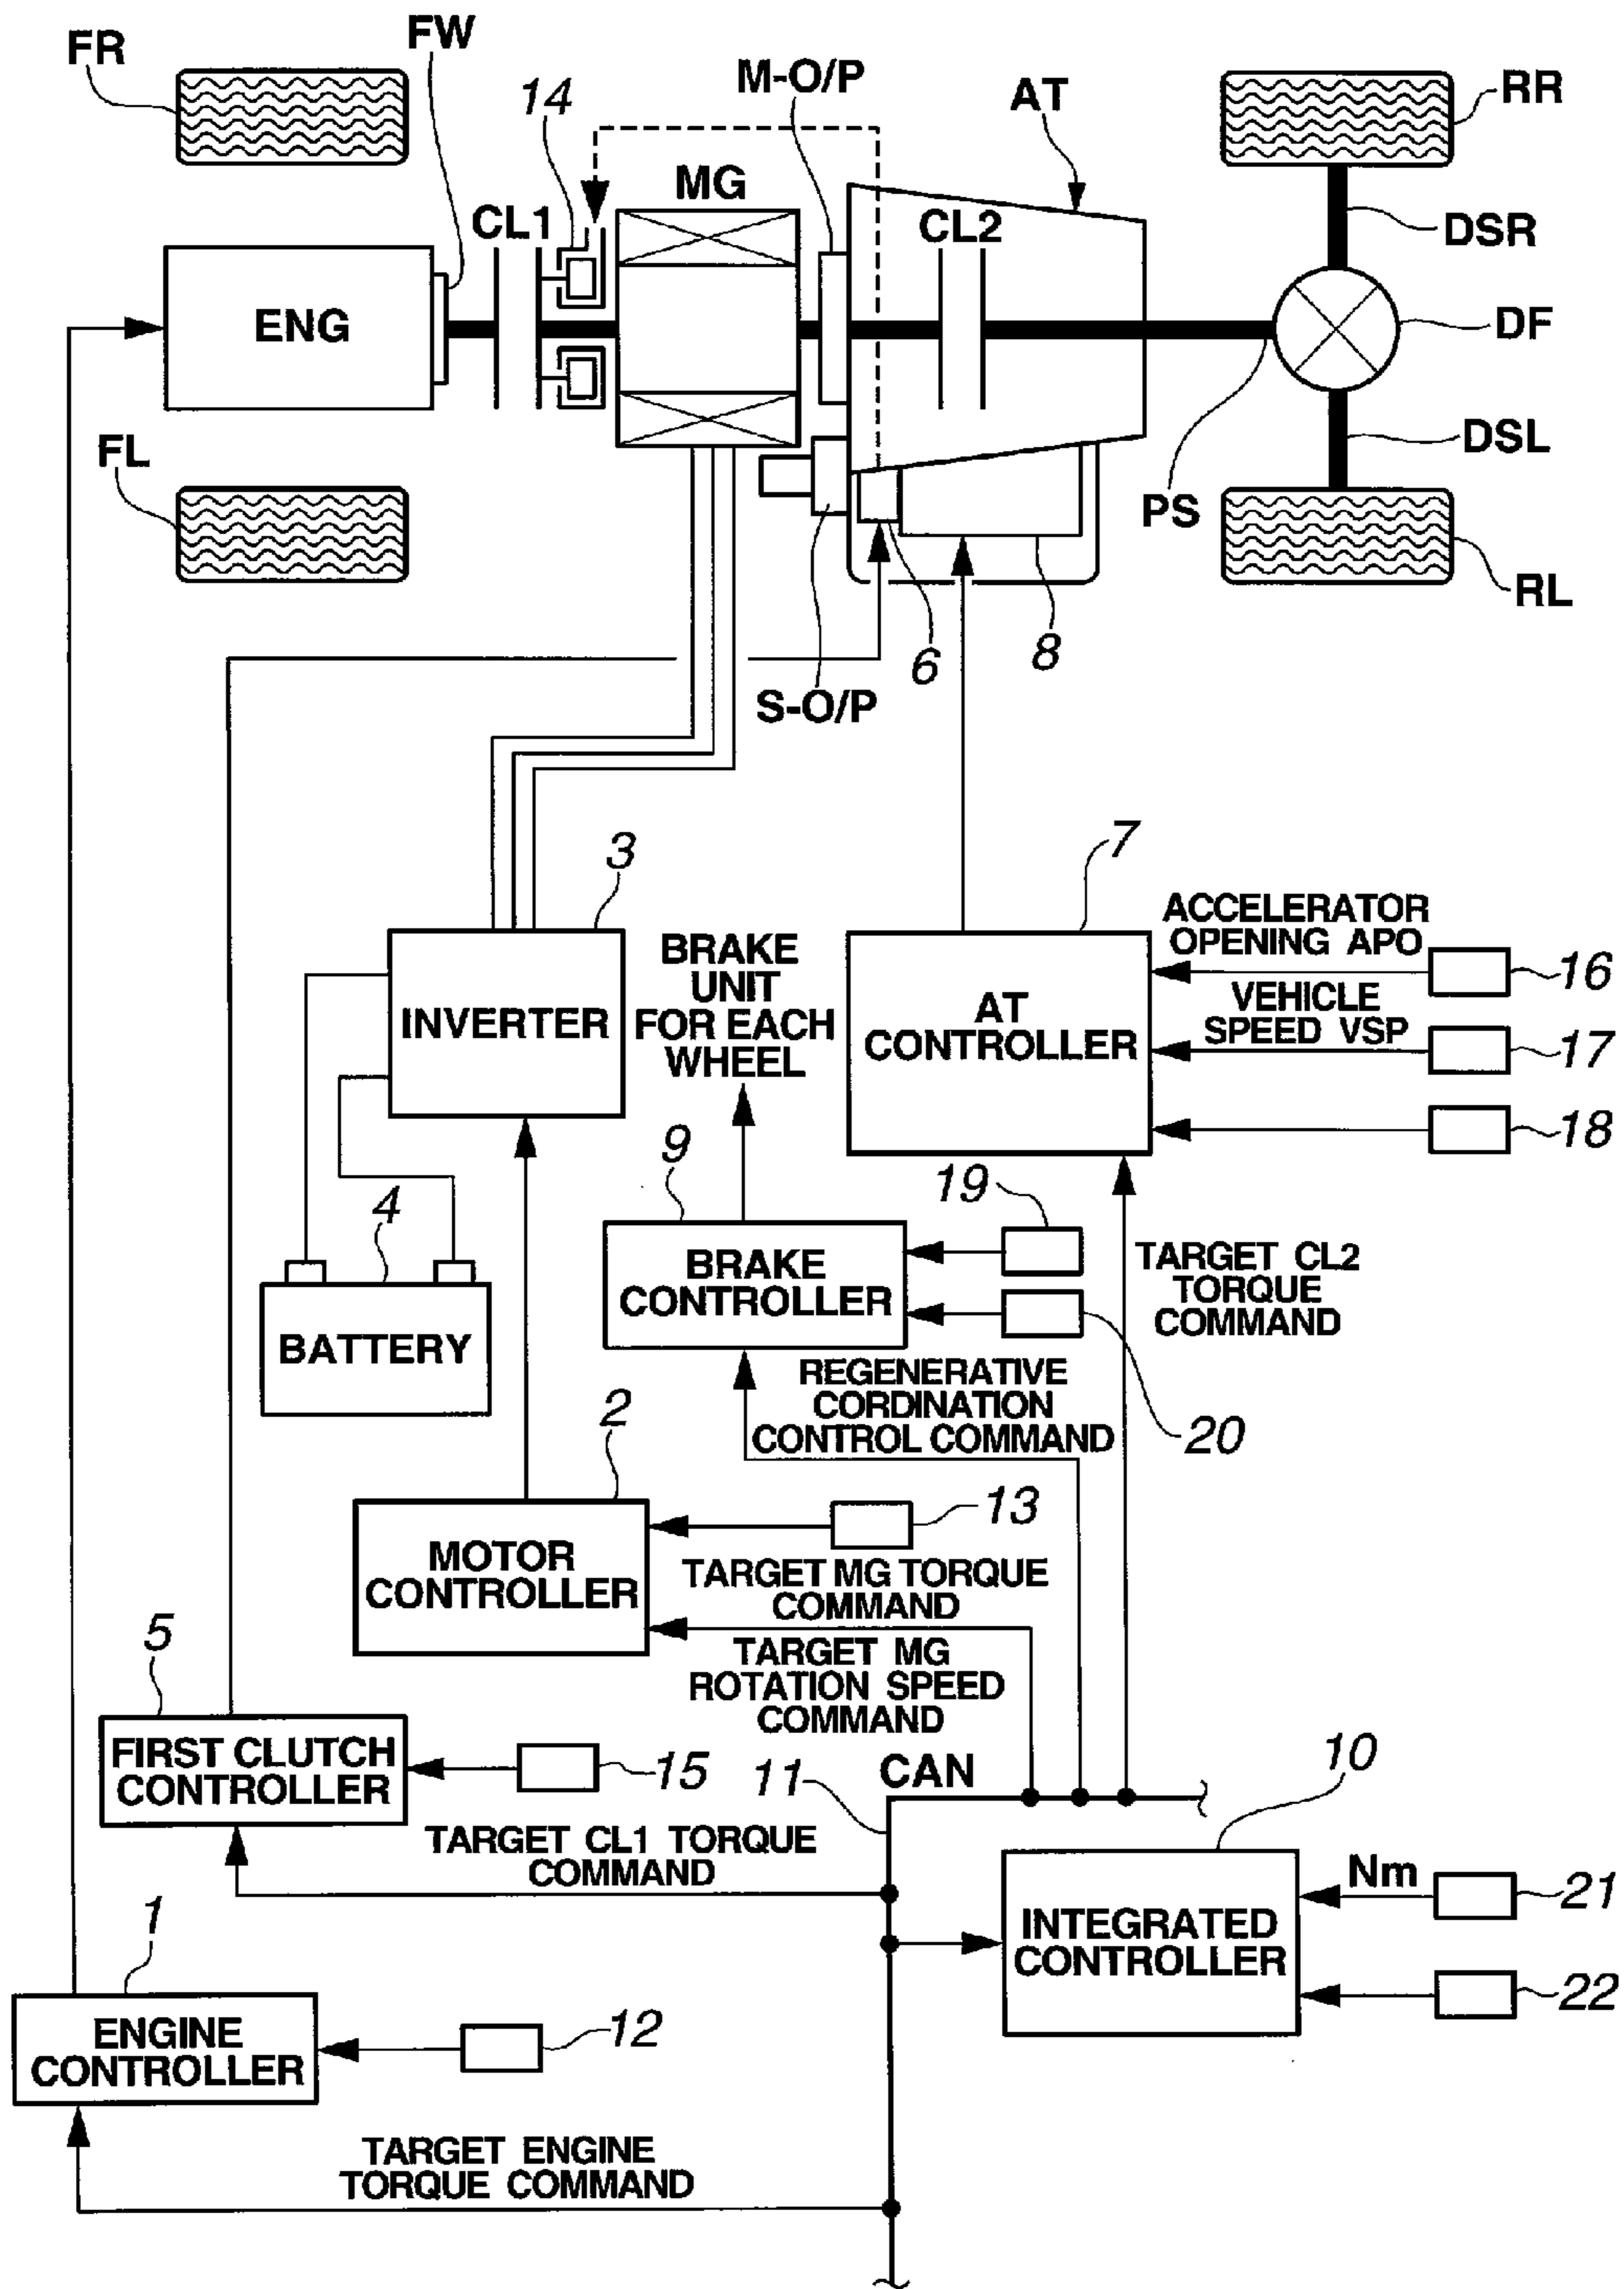 FR
FW
14
M-O/P
AT
RR
MG
CL1
CL2
DSR
ENG
DF
FL
DSL
PS
RL
6
8
S-O/P
3
7
ACCELERATOR
OPENING APO
16
BRAKE
UNIT
FOR EACH
WHEEL
INVERTER
AT
CONTROLLER
VEHICLE
SPEED VSP
17
18
9
19
4
BRAKE
CONTROLLER
TARGET CL2
TORQUE
COMMAND
BATTERY
REGENERATIVE
CORDINATION
CONTROL COMMAND
20
2
13
MOTOR
CONTROLLER
TARGET MG TORQUE
COMMAND
TARGET MG
ROTATION SPEED
COMMAND
5
FIRST CLUTCH
CONTROLLER
15
11
CAN
10
TARGET CL1 TORQUE
COMMAND
Nm
21
INTEGRATED
CONTROLLER
22
1
ENGINE
CONTROLLER
12
TARGET ENGINE
TORQUE COMMAND